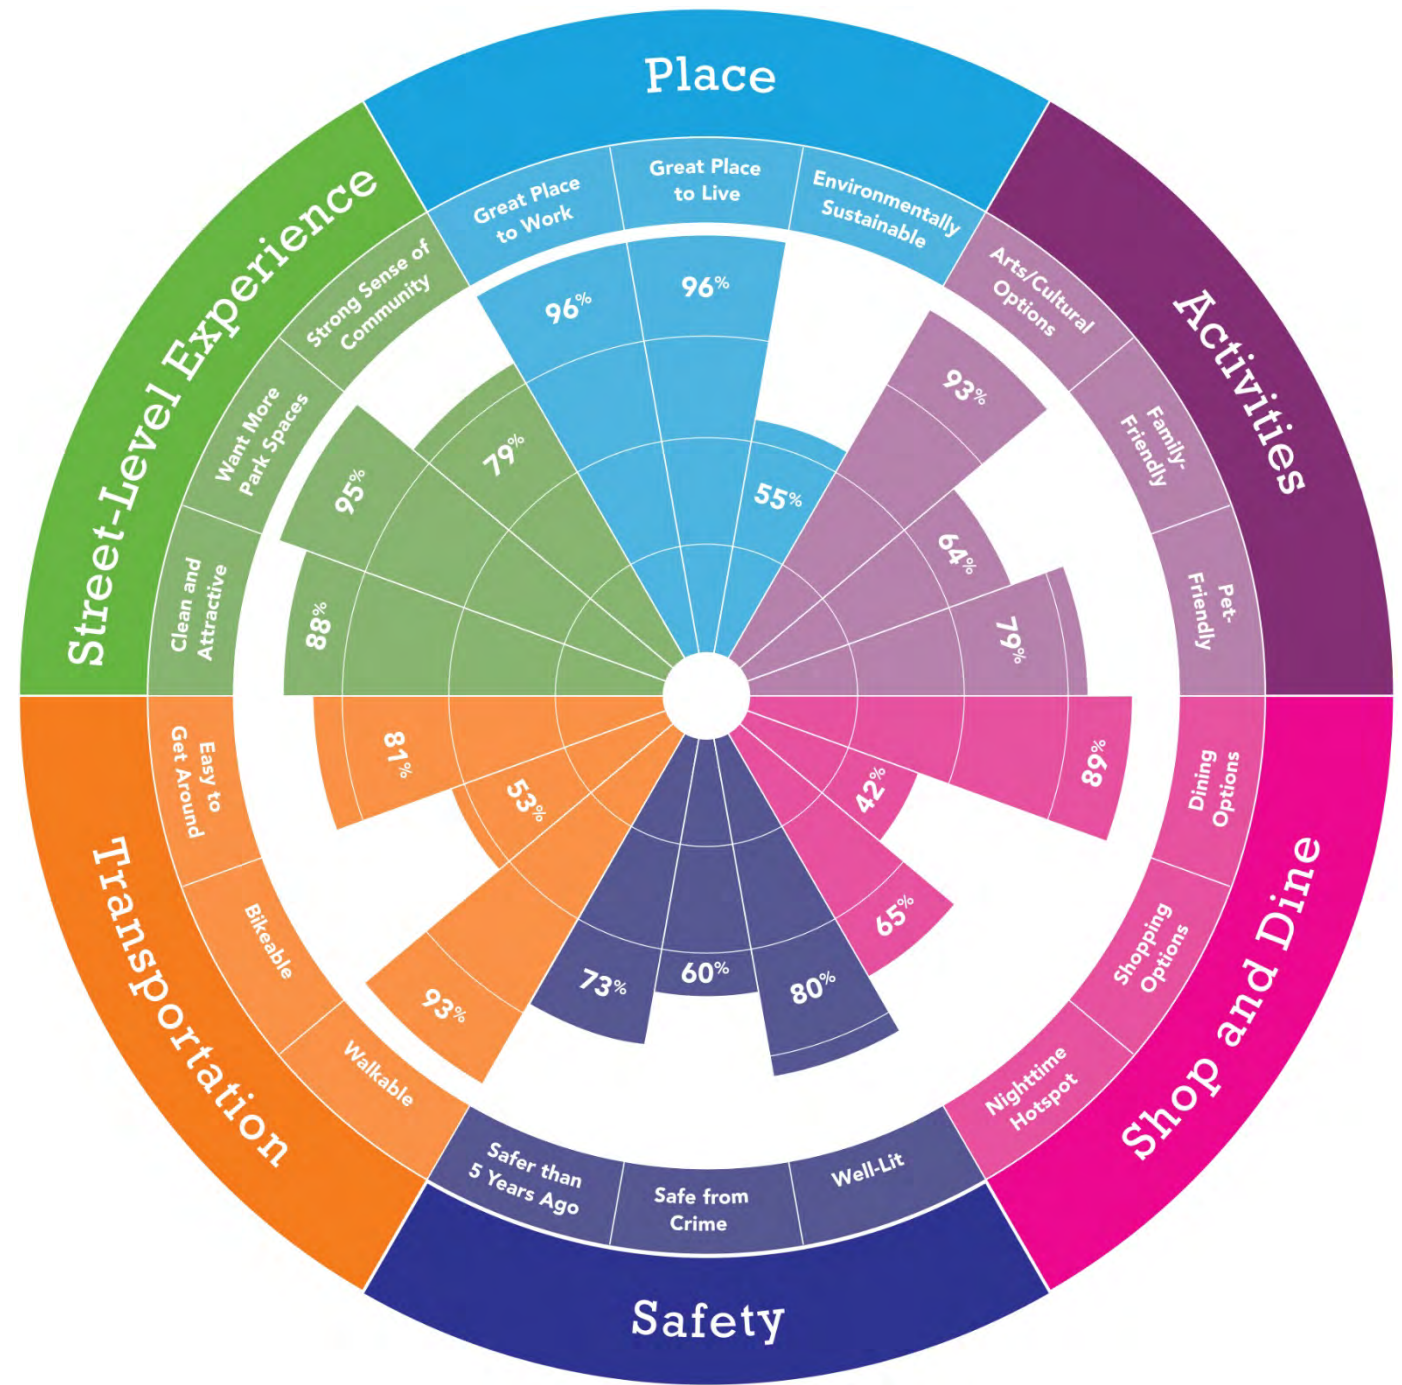 Place
Great Place
to Work
Great Place
to Live
Environmentally
Sustainable
96%
96%
55%
Activities
Arts/Cultural
Options
Family-
Friendly
Pet-
Friendly
93%
64%
79%
Shop and Dine
Dining
Options
Shopping
Options
Nighttime
Hotspot
89%
42%
65%
Safety
Well-Lit
Safe from
Crime
Safer than
5 Years Ago
80%
60%
73%
Transportation
Walkable
Bikeable
Easy to
Get Around
93%
53%
81%
Street-Level Experience
Clean and
Attractive
Want More
Park Spaces
Strong Sense of
Community
88%
95%
79%